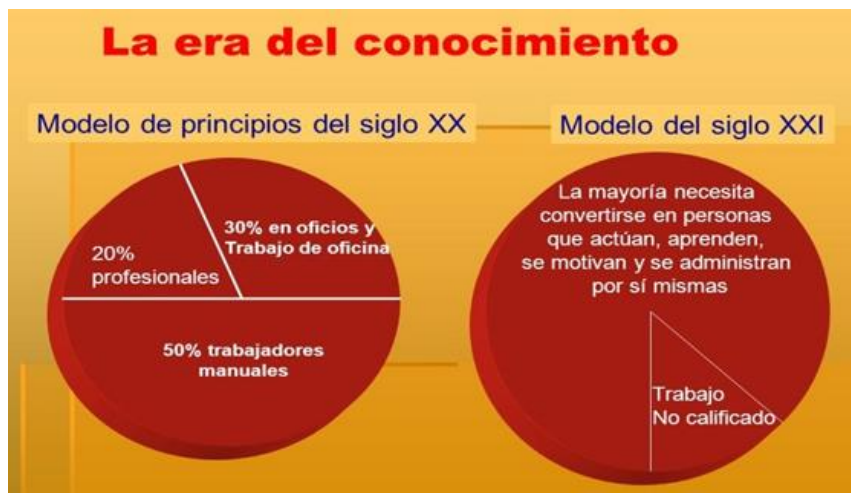 La era del conocimiento
Modelo de principios del siglo XX
20%
profesionales
30% en oficios y
Trabajo de oficina
50% trabajadores
manuales
Modelo del siglo XXI
La mayoría necesita
convertirse en personas
que actúan, aprenden,
se motivan y se administran
por sí mismas
Trabajo
No calificado